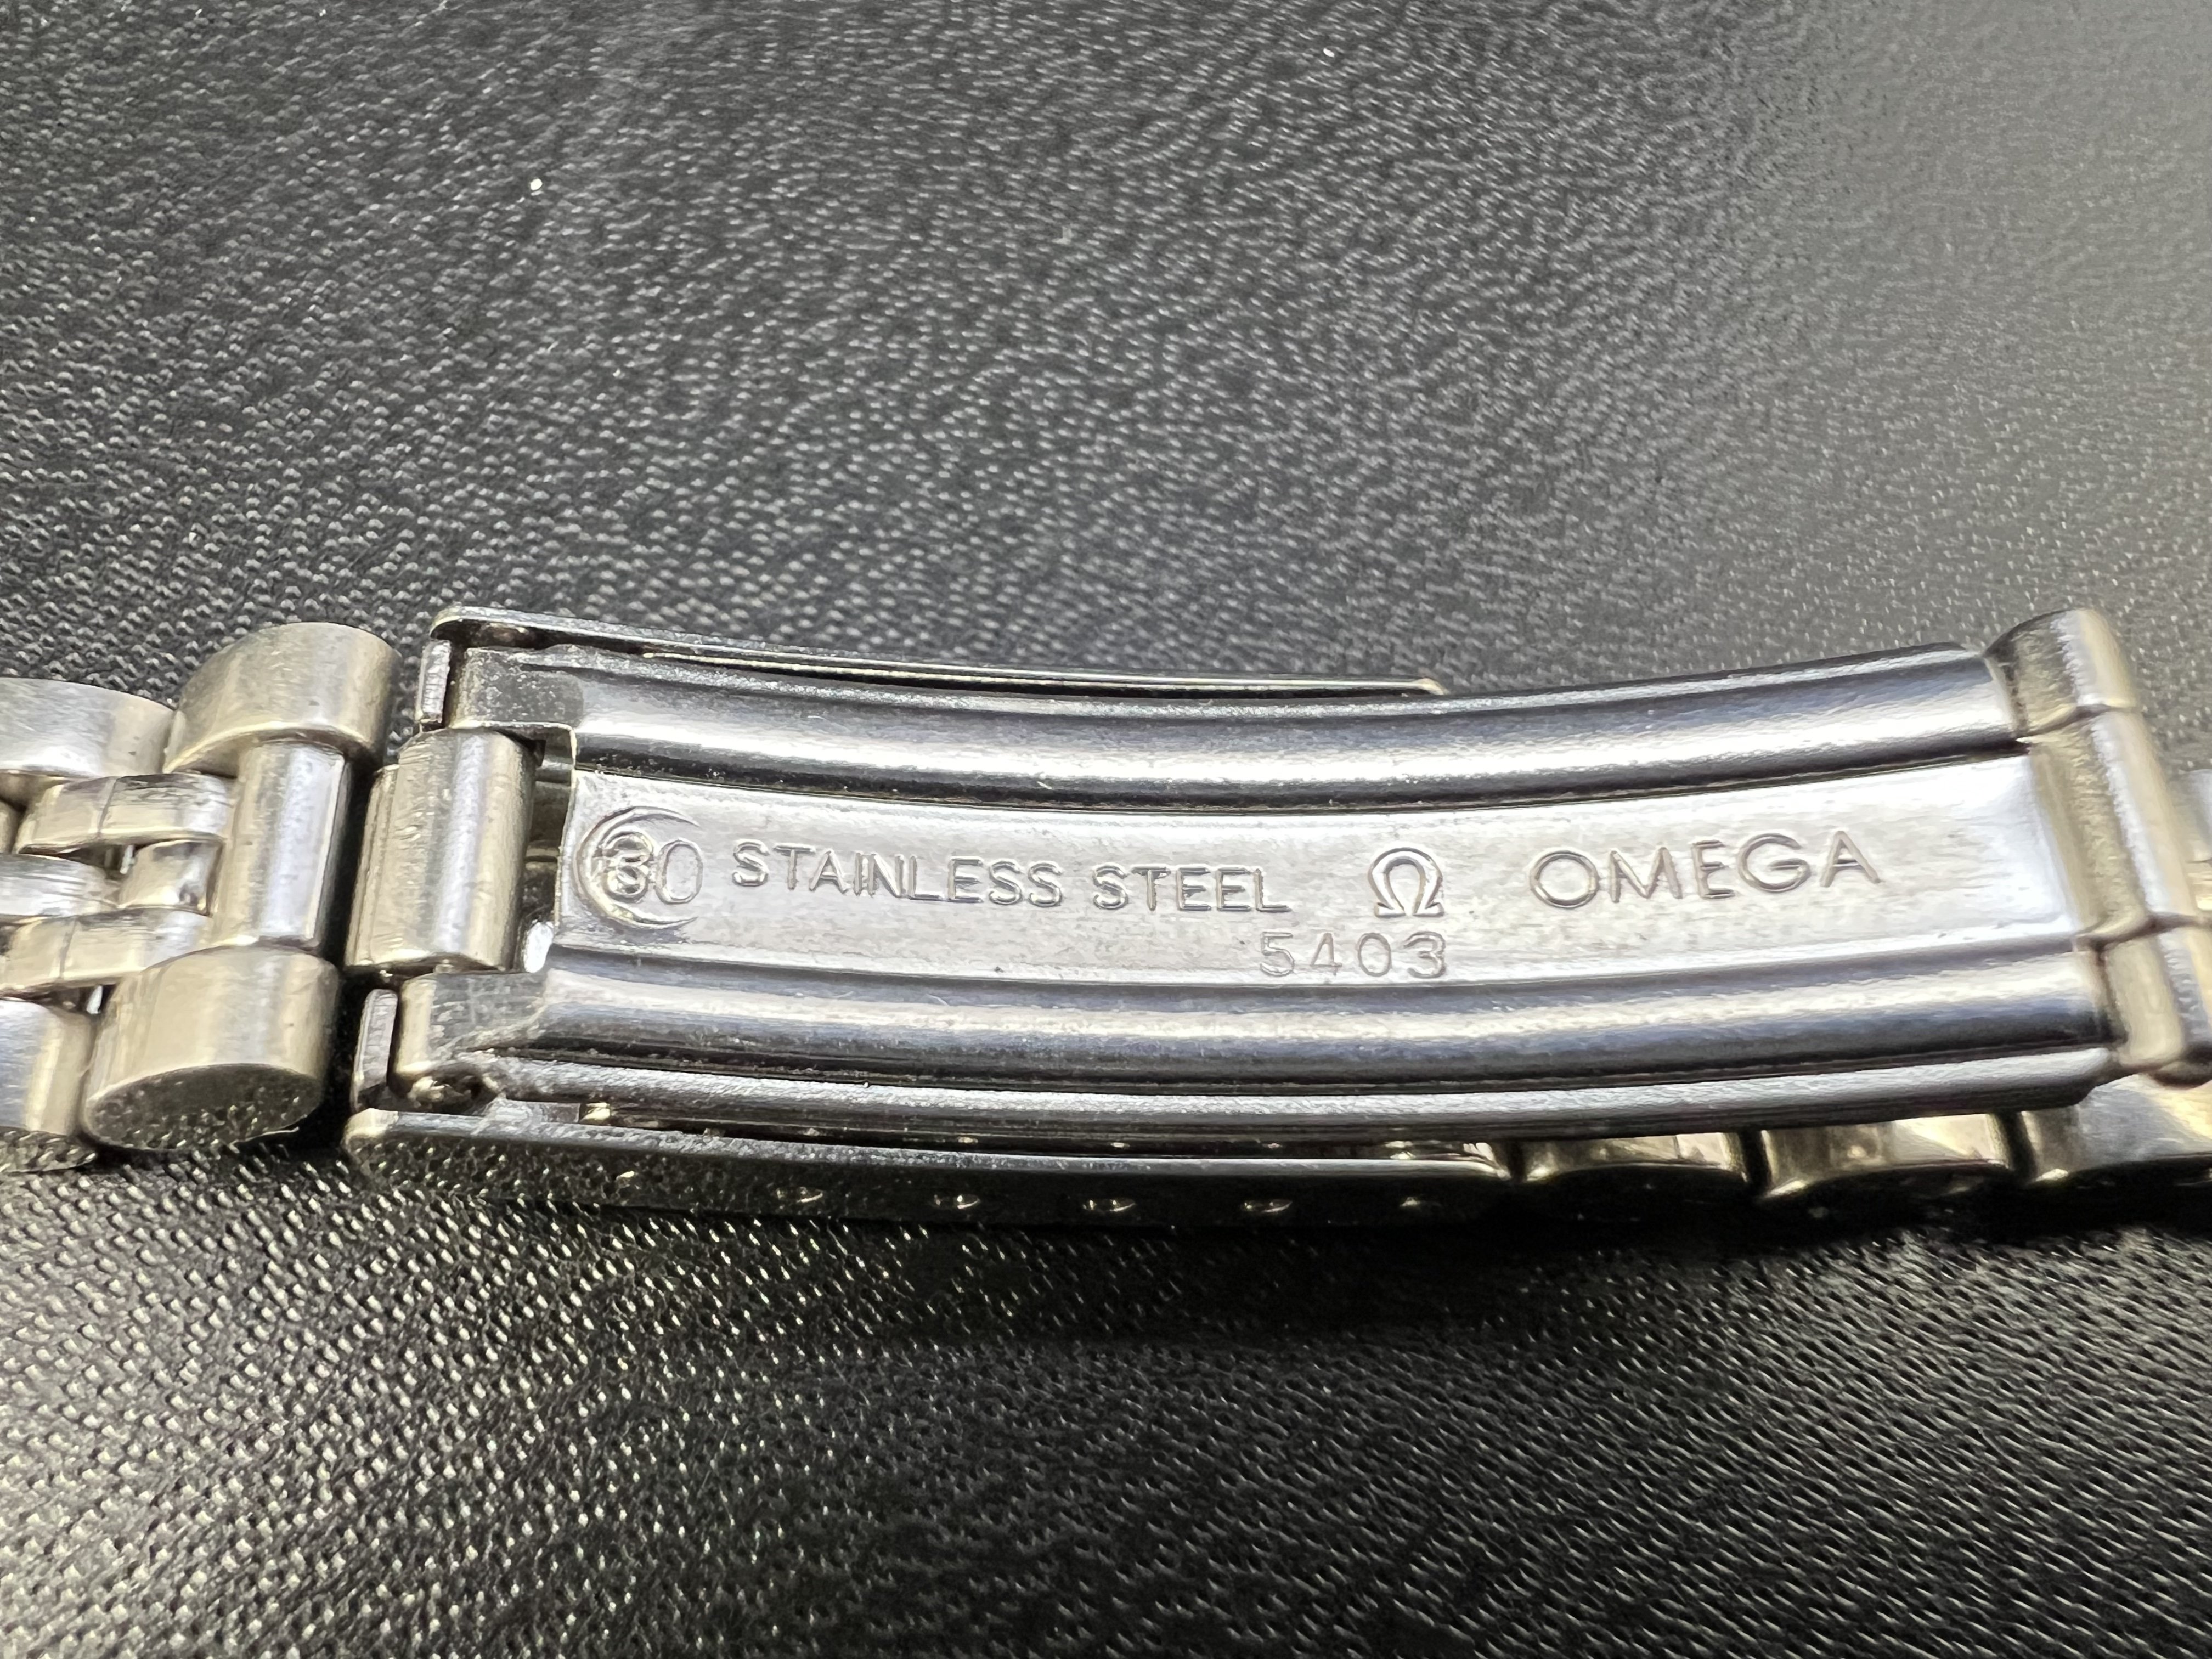 30 STAINLESS STEEL Ω OMEGA
5403